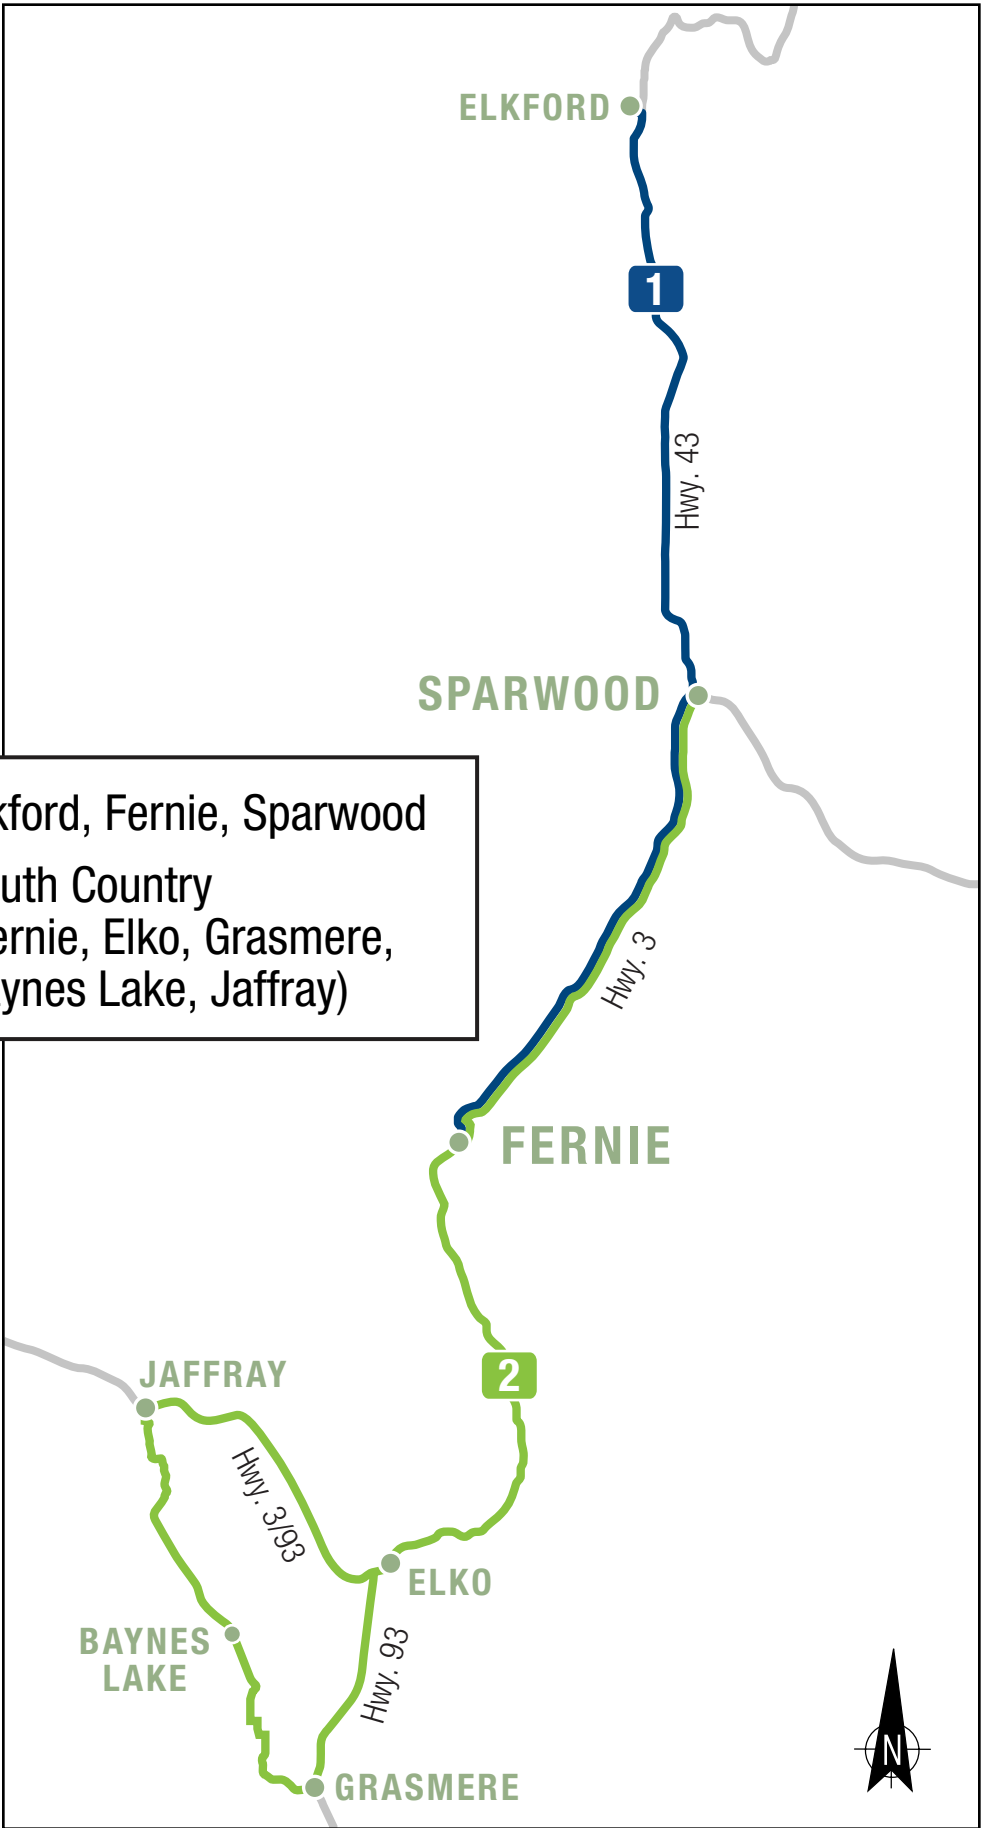 ELKFORD
1
Hwy. 43
SPARWOOD
kford, Fernie, Sparwood
uth Country
ernie, Elko, Grasmere,
ynes Lake, Jaffray)
Hwy. 3
FERNIE
2
JAFFRAY
Hwy. 3/93
ELKO
BAYNES
LAKE
Hwy. 93
GRASMERE
N